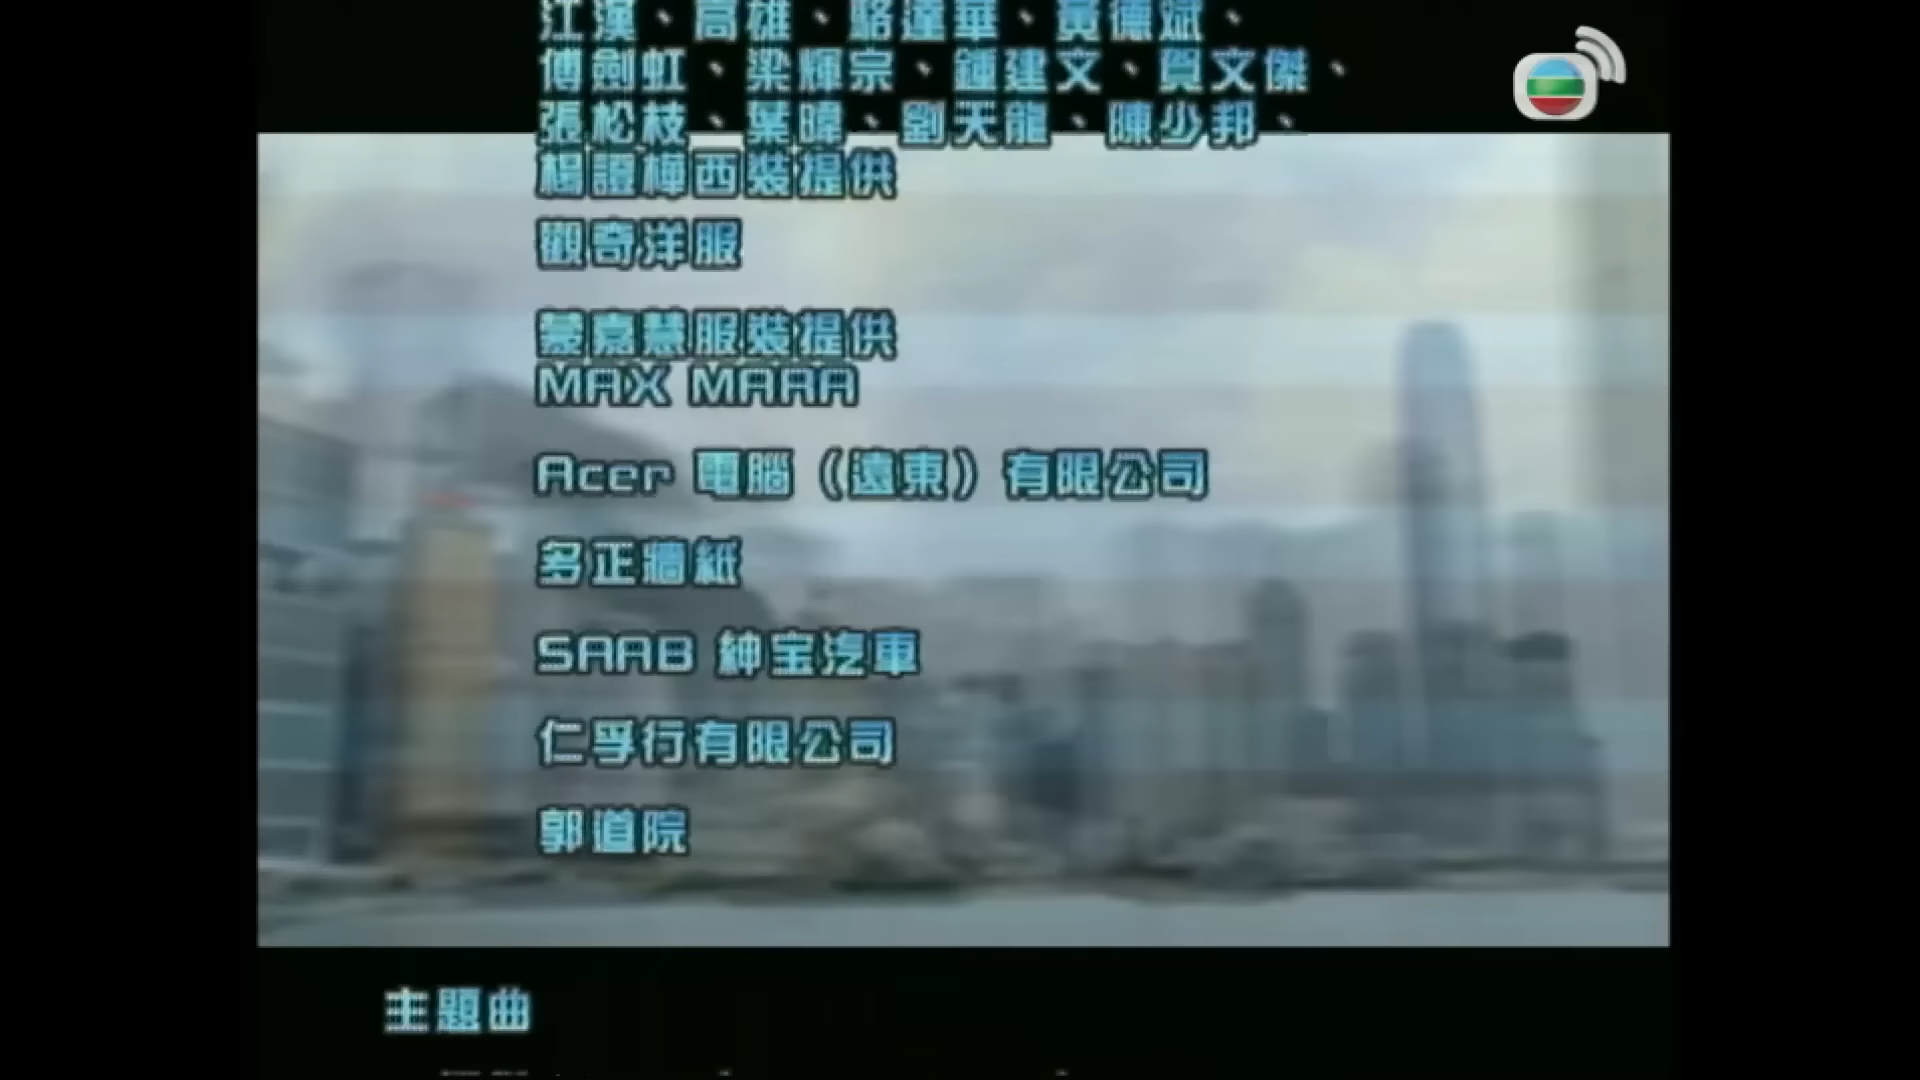 江漢、高雄、駱達華、黃德斌、
傅劍虹、梁輝宗、鍾建文、賀文傑、
張松枝、葉暐、劉天龍、陳少邦、
楊證樺西裝提供
觀奇洋服
蒙嘉慧服裝提供
MAX MARA
Acer 電腦（遠東）有限公司
多正牆紙
SAAB 紳宝汽車
仁孚行有限公司
郭道院
主題曲